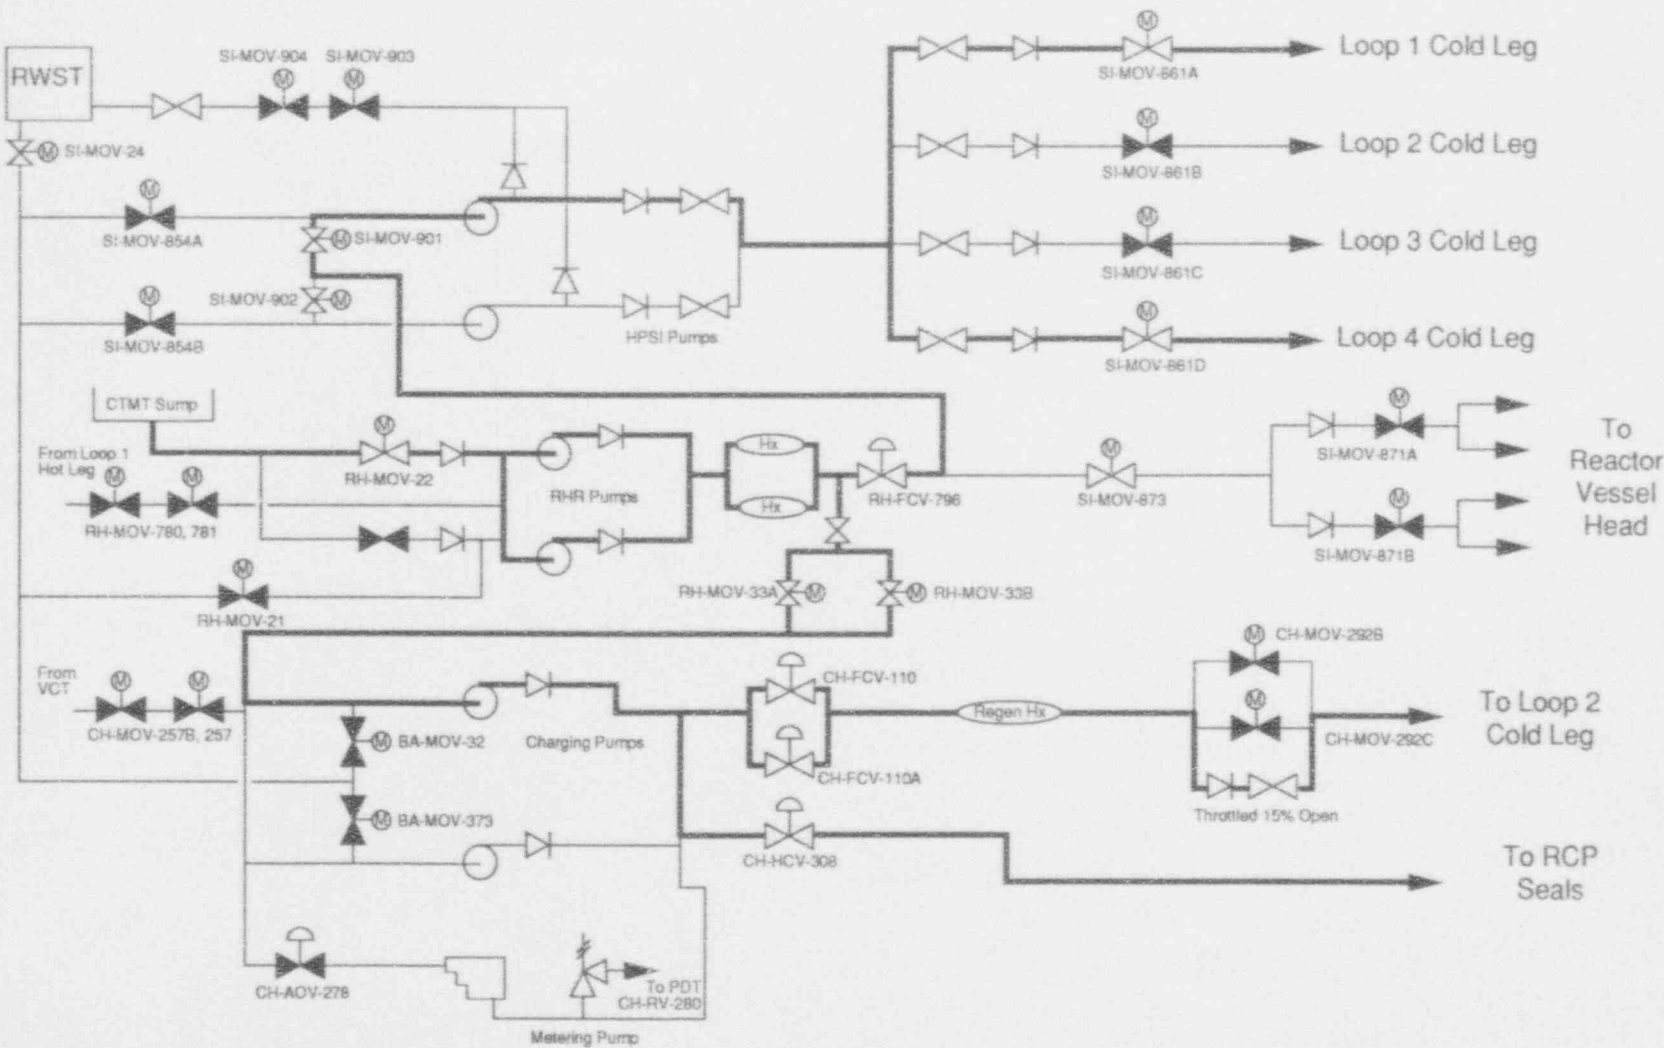 SI-MOV-904
SI-MOV-903
M
M
RWST
M
SI-MOV-24
M
SI-MOV-854A
M
SI-MOV-901
SI-MOV-902
M
M
SI-MOV-854B
HPSI Pumps
M
SI-MOV-861A
Loop 1 Cold Leg
M
SI-MOV-861B
Loop 2 Cold Leg
M
SI-MOV-861C
Loop 3 Cold Leg
M
SI-MOV-861D
Loop 4 Cold Leg
CTMT Sump
From Loop 1
Hot Leg
M
M
RH-MOV-780, 781
M
RH-MOV-22
RHR Pumps
Hx
Hx
RH-FCV-796
M
SI-MOV-873
M
SI-MOV-871A
M
SI-MOV-871B
To
Reactor
Vessel
Head
M
RH-MOV-21
RH-MOV-33A
M
M
RH-MOV-33B
From
VCT
M
M
CH-MOV-257B, 257
M
BA-MOV-32
Charging Pumps
M
BA-MOV-373
CH-FCV-110
CH-FCV-110A
CH-HCV-308
Regen Hx
M
CH-MOV-292B
M
CH-MOV-292C
Throttled 15% Open
To Loop 2
Cold Leg
To RCP
Seals
CH-AOV-278
To PDT
CH-RV-280
Metering Pump